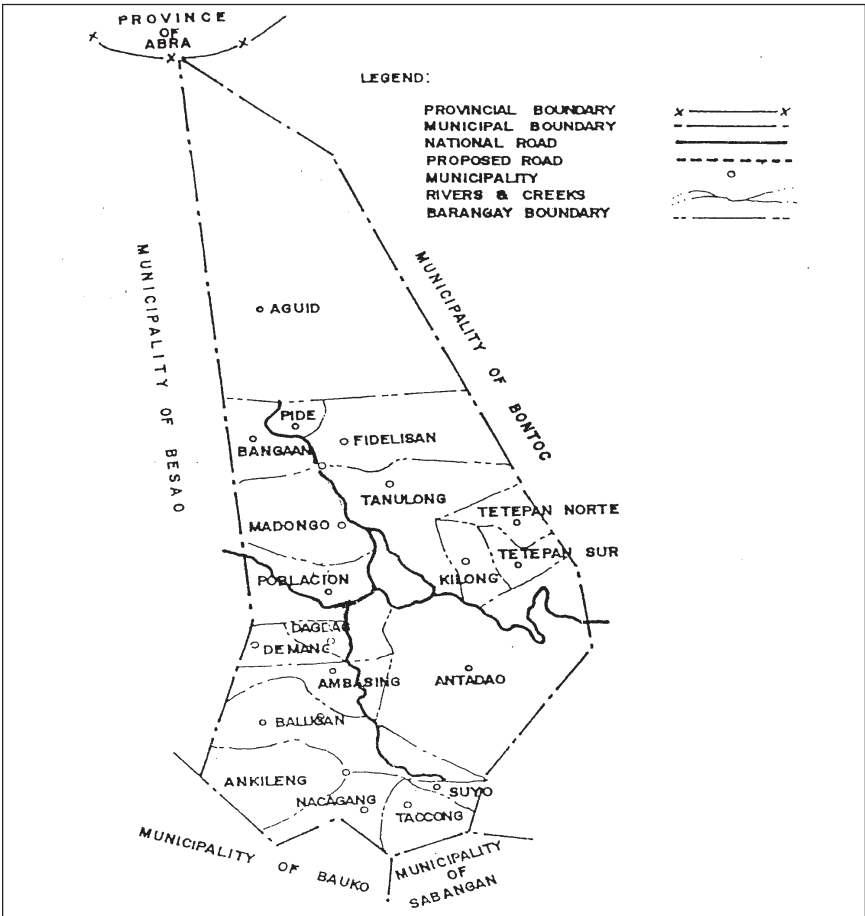 PROVINCE
OF
ABRA
LEGEND:
PROVINCIAL BOUNDARY
MUNICIPAL BOUNDARY
NATIONAL ROAD
PROPOSED ROAD
MUNICIPALITY
RIVERS & CREEKS
BARANGAY BOUNDARY
MUNICIPALITY OF BESAO
MUNICIPALITY OF BONTOC
AGUID
PIDE
BANGAAN
FIDELISAN
TANULONG
TETEPAN NORTE
MADONGO
TETEPAN SUR
KILONG
POBLACION
DAGDAG
DEMANG
AMBASING
ANTADAO
BALUGAN
ANKILENG
SUYO
NACAGANG
TACCONG
MUNICIPALITY OF BAUKO
MUNICIPALITY
OF
SABANGAN